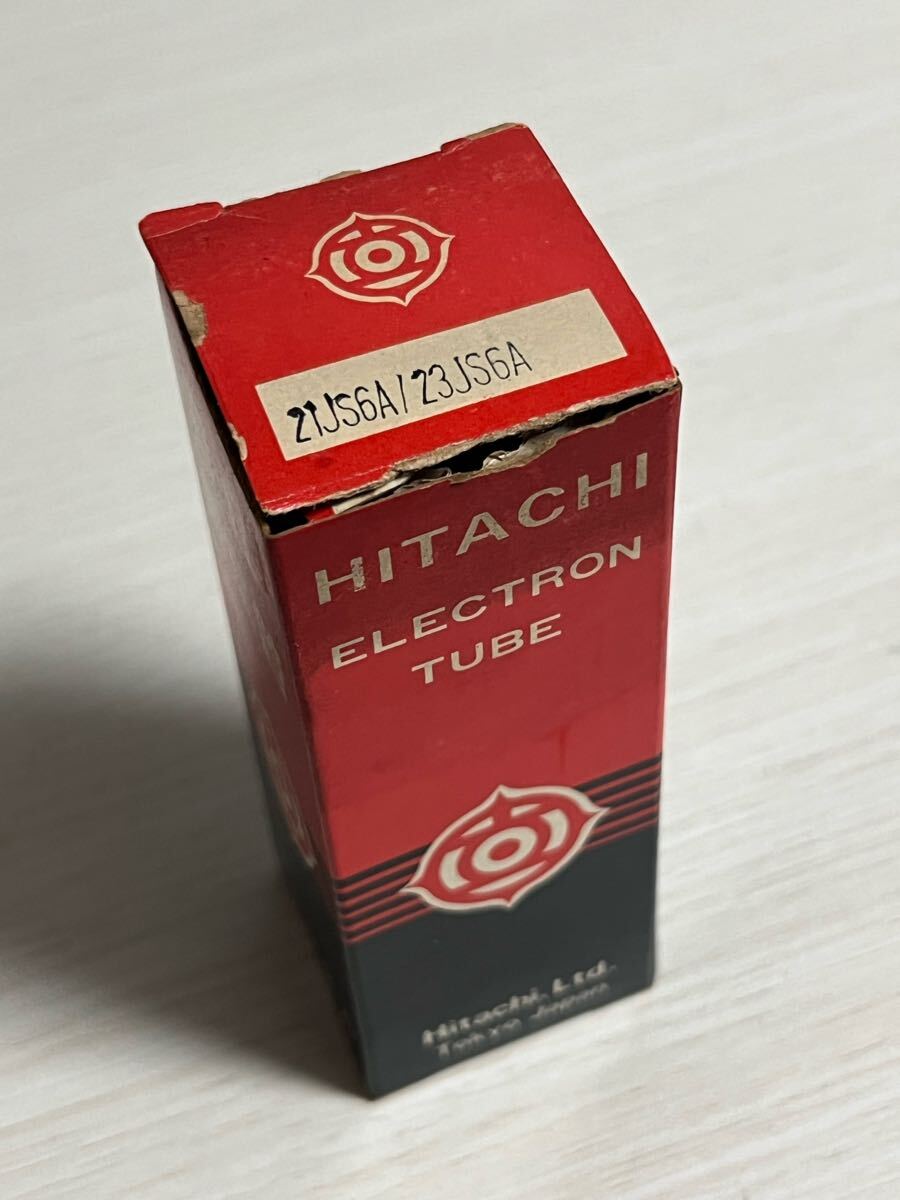 21JS6A/23JS6A
HITACHI
ELECTRON
TUBE
Hitachi, Ltd.
Tokyo Japan